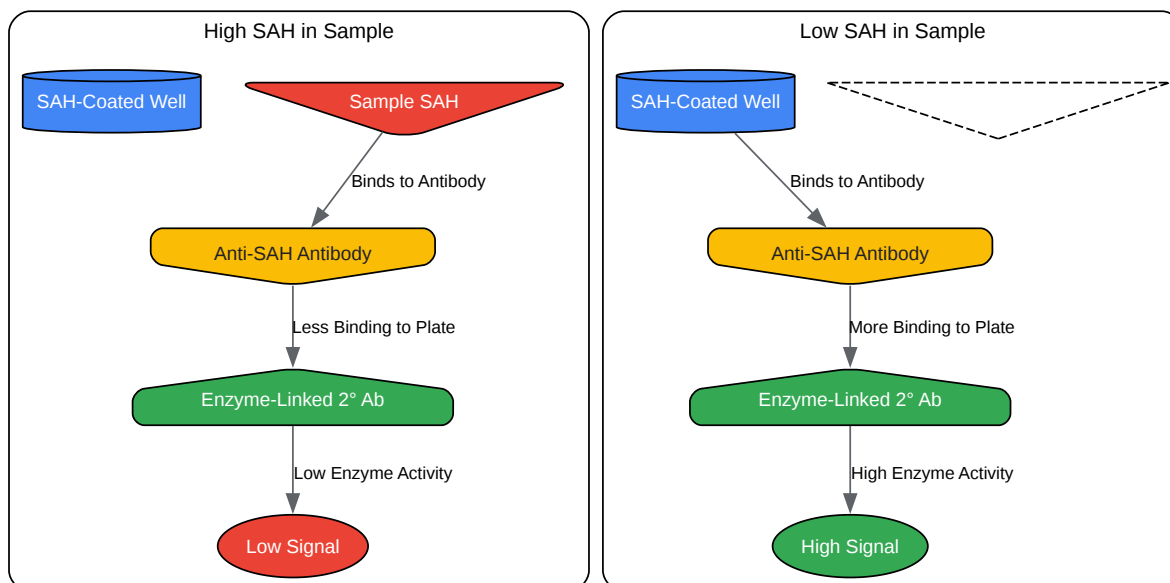 High SAH in Sample
SAH-Coated Well
Sample SAH
Binds to Antibody
Anti-SAH Antibody
Less Binding to Plate
Enzyme-Linked 2° Ab
Low Enzyme Activity
Low Signal
Low SAH in Sample
SAH-Coated Well
Binds to Antibody
Anti-SAH Antibody
More Binding to Plate
Enzyme-Linked 2° Ab
High Enzyme Activity
High Signal